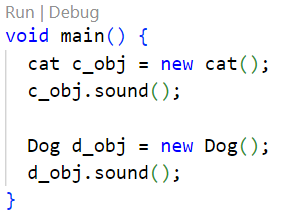 Run | Debug
void main() {
  cat c_obj = new cat();
  c_obj.sound();

  Dog d_obj = new Dog();
  d_obj.sound();
}